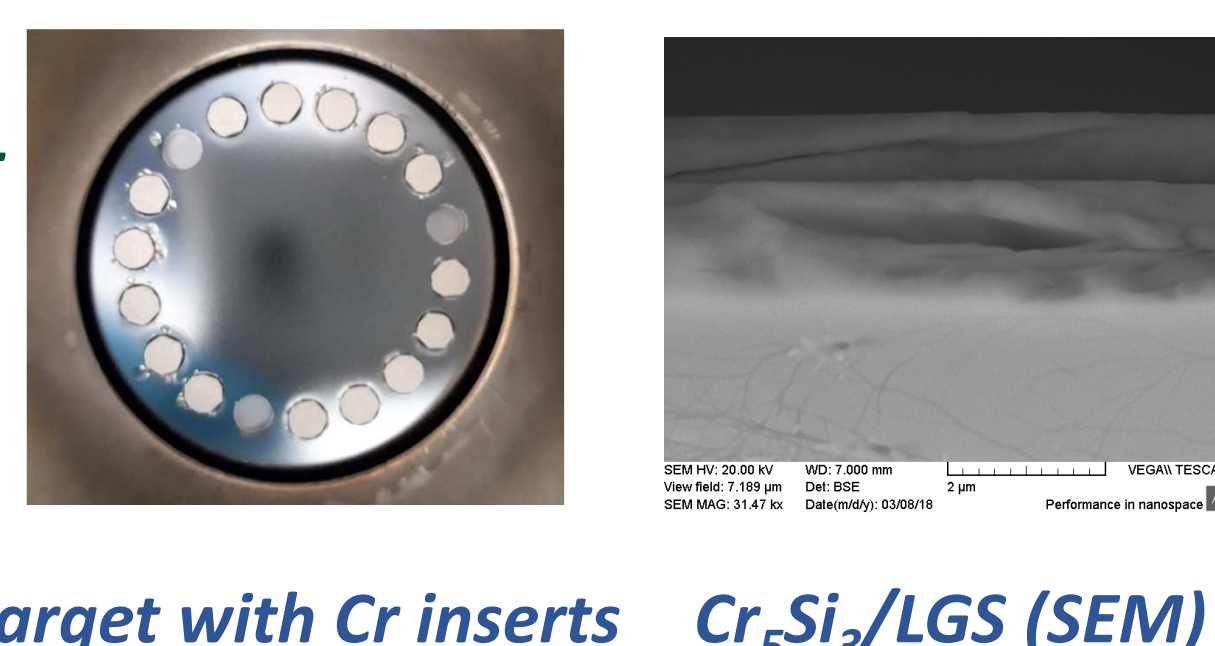 SEM HV: 20.00 kV WD: 7.000 mm VEGA\\ TESCA
View field: 7.189 µm Det: BSE 2 µm
SEM MAG: 31.47 kx Date(m/d/y): 03/08/18 Performance in nanospace
arget with Cr inserts Cr₅Si₃/LGS (SEM)